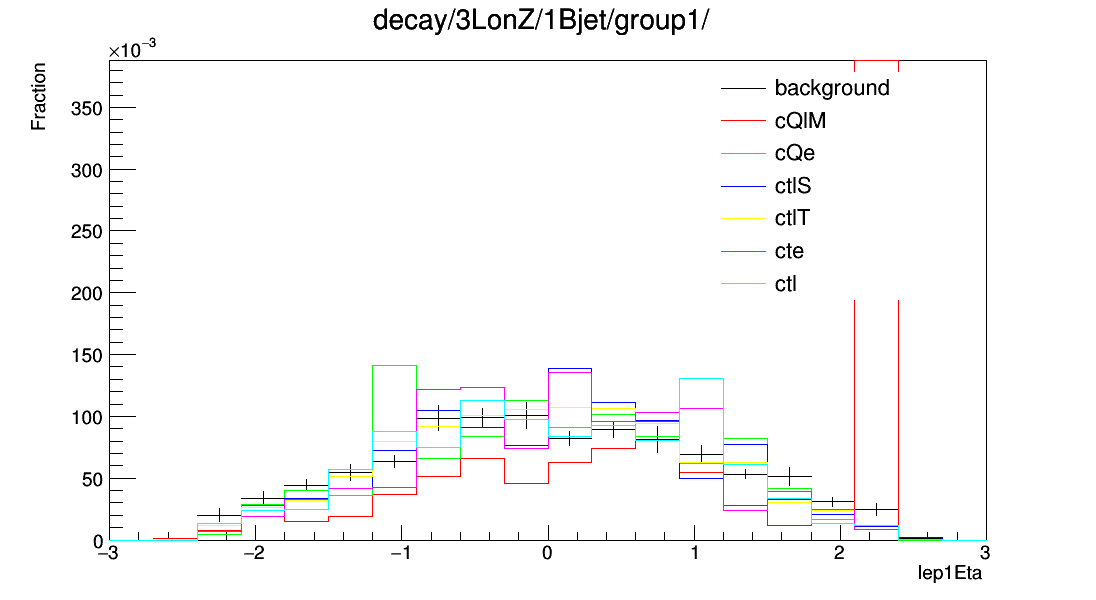 decay/3LonZ/1Bjet/group1/
×10⁻³
Fraction
background
cQlM
cQe
ctlS
ctlT
cte
ctl
350
300
250
200
150
100
50
0
−3 −2 −1 0 1 2 3
lep1Eta